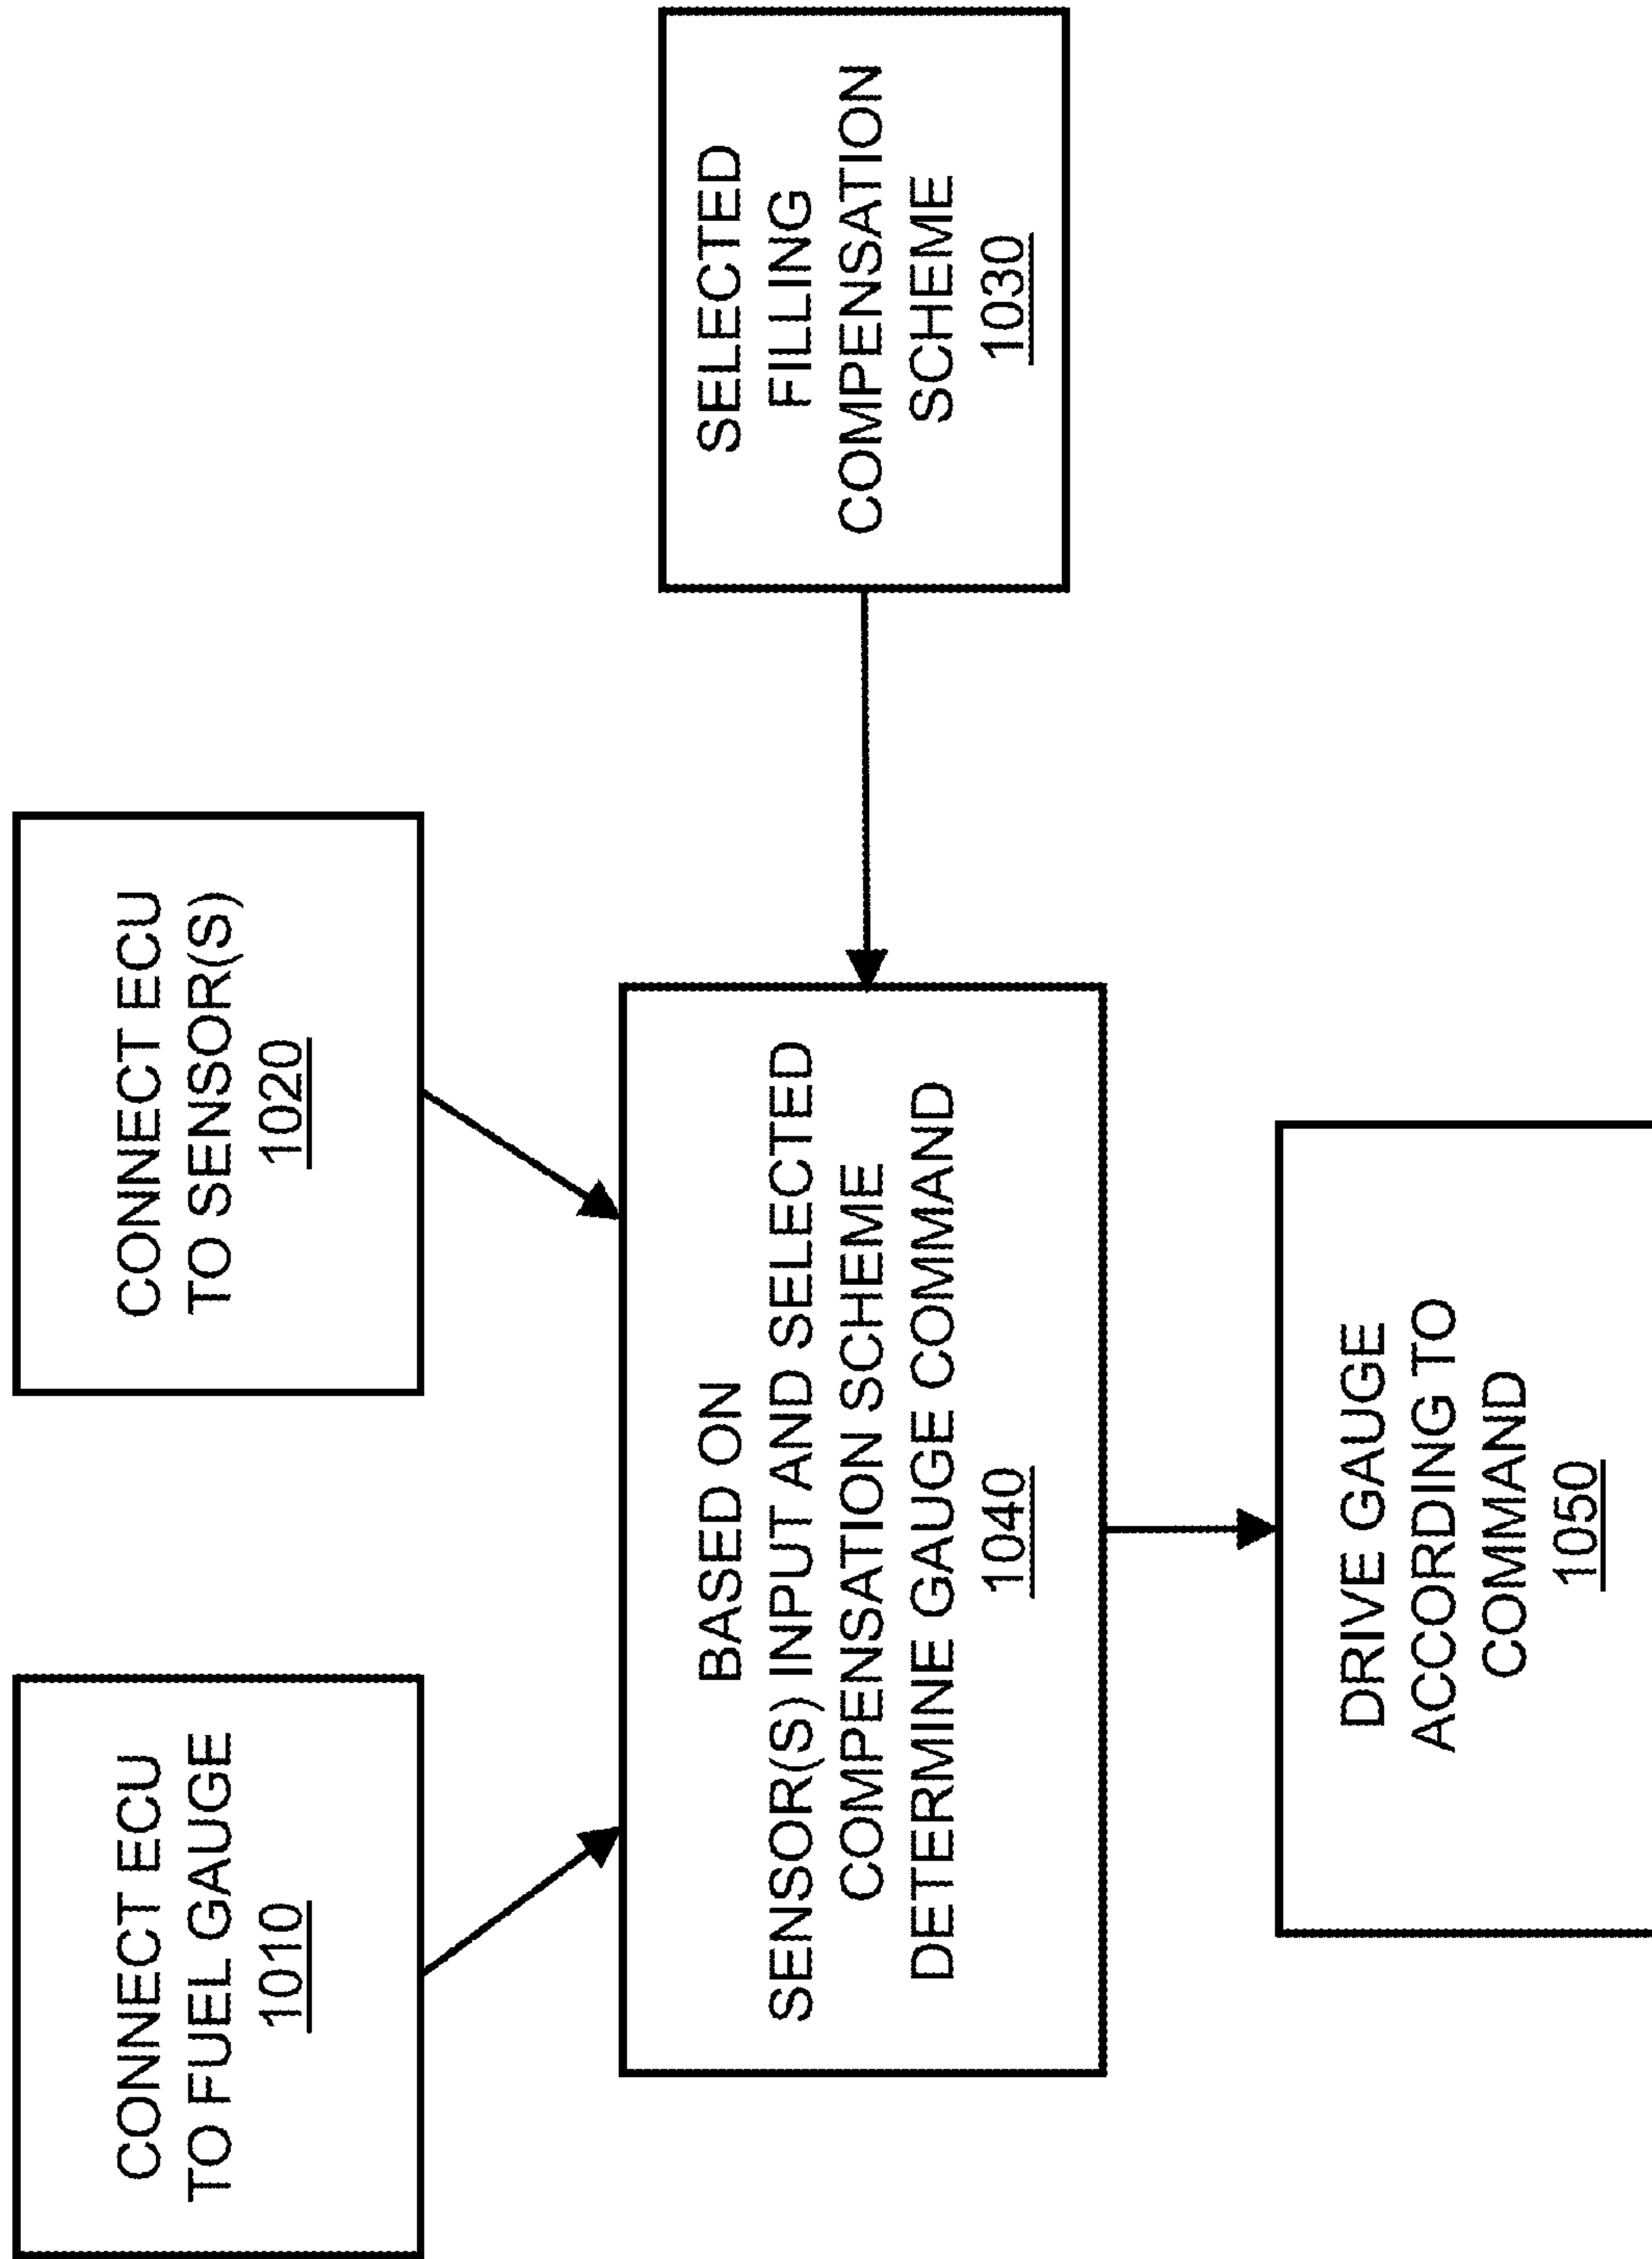 CONNECT ECU
TO FUEL GAUGE
1010
CONNECT ECU
TO SENSOR(S)
1020
BASED ON
SENSOR(S) INPUT AND SELECTED
COMPENSATION SCHEME
DETERMINE GAUGE COMMAND
1040
SELECTED
FILLING
COMPENSATION
SCHEME
1030
DRIVE GAUGE
ACCORDING TO
COMMAND
1050